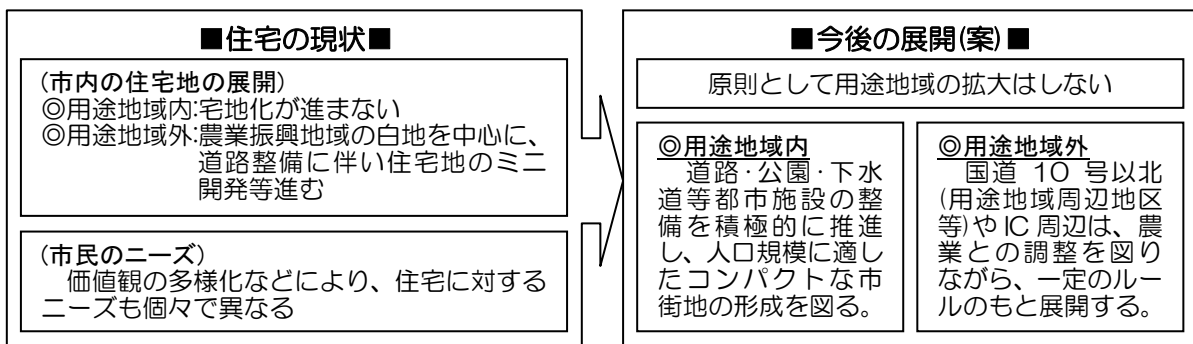 ■住宅の現状■
(市内の住宅地の展開)
◎用途地域内:宅地化が進まない
◎用途地域外:農業振興地域の白地を中心に、
道路整備に伴い住宅地のミニ
開発等進む
(市民のニーズ)
価値観の多様化などにより、住宅に対する
ニーズも個々で異なる
■今後の展開(案)■
原則として用途地域の拡大はしない
◎用途地域内
道路・公園・下水
道等都市施設の整
備を積極的に推進
し、人口規模に適し
たコンパクトな市
街地の形成を図る。
◎用途地域外
国道 10 号以北
(用途地域周辺地区
等)や IC 周辺は、農
業との調整を図り
ながら、一定のルー
ルのもと展開する。